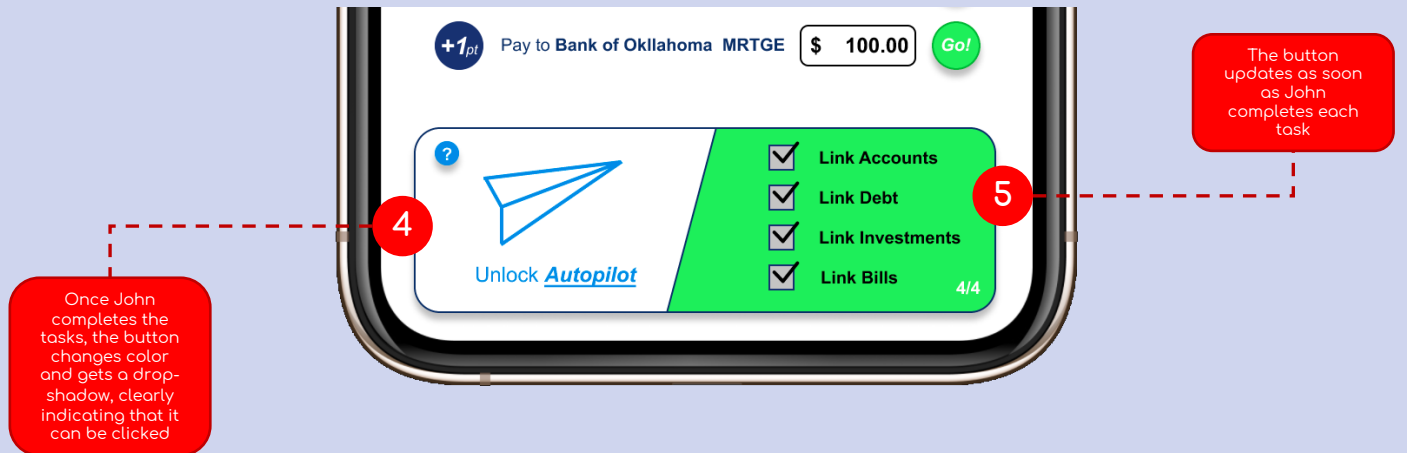 +1pt Pay to Bank of Okllahoma MRTGE $ 100.00 Go!
The button
updates as soon
as John
completes each
task
?
Unlock Autopilot
Link Accounts
Link Debt
Link Investments
Link Bills
4/4
4
5
Once John
completes the
tasks, the button
changes color
and gets a drop-
shadow, clearly
indicating that it
can be clicked